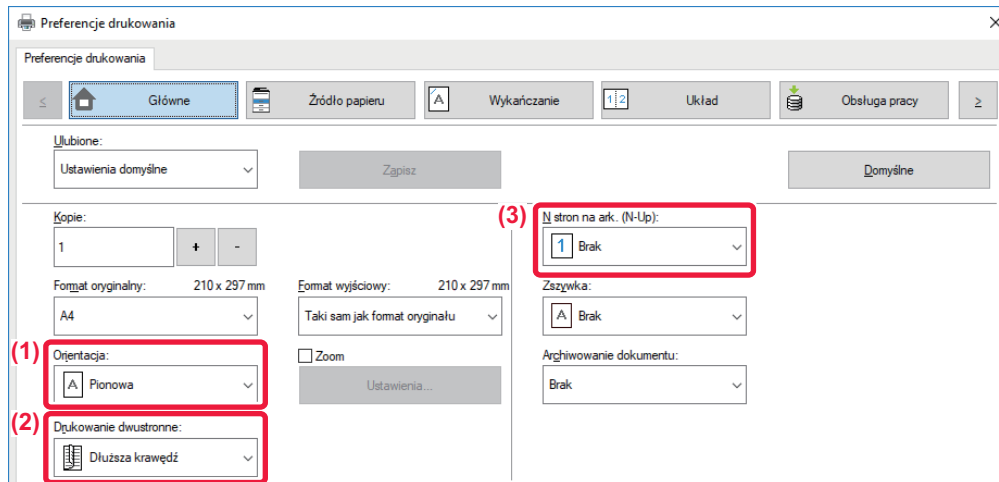 Preferencje drukowania
Preferencje drukowania
< Główne Źródło papieru A Wykańczanie 1 2 Układ Obsługa pracy >
Ulubione:
Ustawienia domyślne Zapisz Domyślne
Kopie: (3) N stron na ark. (N-Up):
1 + - 1 Brak
Format oryginalny: 210 x 297 mm Format wyjściowy: 210 x 297 mm Zszywka:
A4 Taki sam jak format oryginału A Brak
(1) Orientacja: Zoom Archiwowanie dokumentu:
A Pionowa Ustawienia... Brak
(2) Drukowanie dwustronne:
Dłuższa krawędź